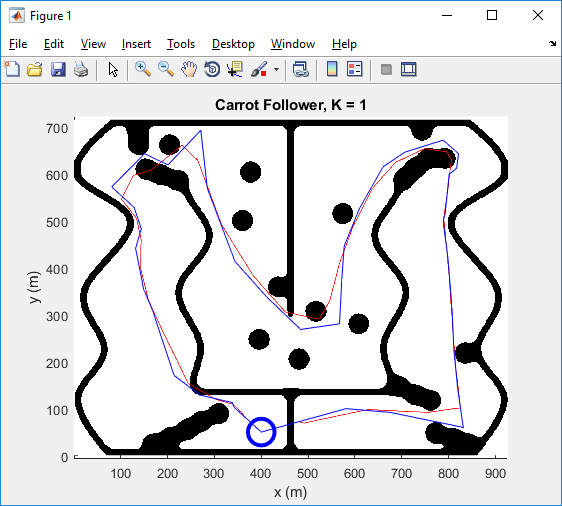 Figure 1
File Edit View Insert Tools Desktop Window Help
Carrot Follower, K = 1
700
600
500
400
300
200
100
0
y (m)
100 200 300 400 500 600 700 800 900
x (m)